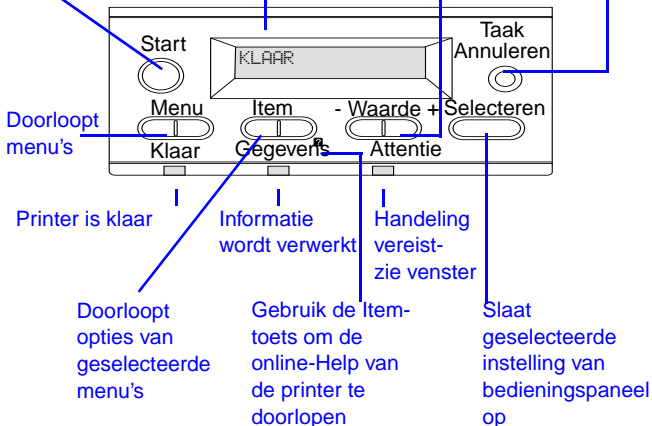 Start
KLAAR
Taak
Annuleren
Menu
Item
- Waarde +
Selecteren
Doorloopt
menu's
Klaar
Gegevens
?
Attentie
Printer is klaar
Informatie
wordt verwerkt
Handeling
vereist-
zie venster
Doorloopt
opties van
geselecteerde
menu's
Gebruik de Item-
toets om de
online-Help van
de printer te
doorlopen
Slaat
geselecteerde
instelling van
bedieningspaneel
op